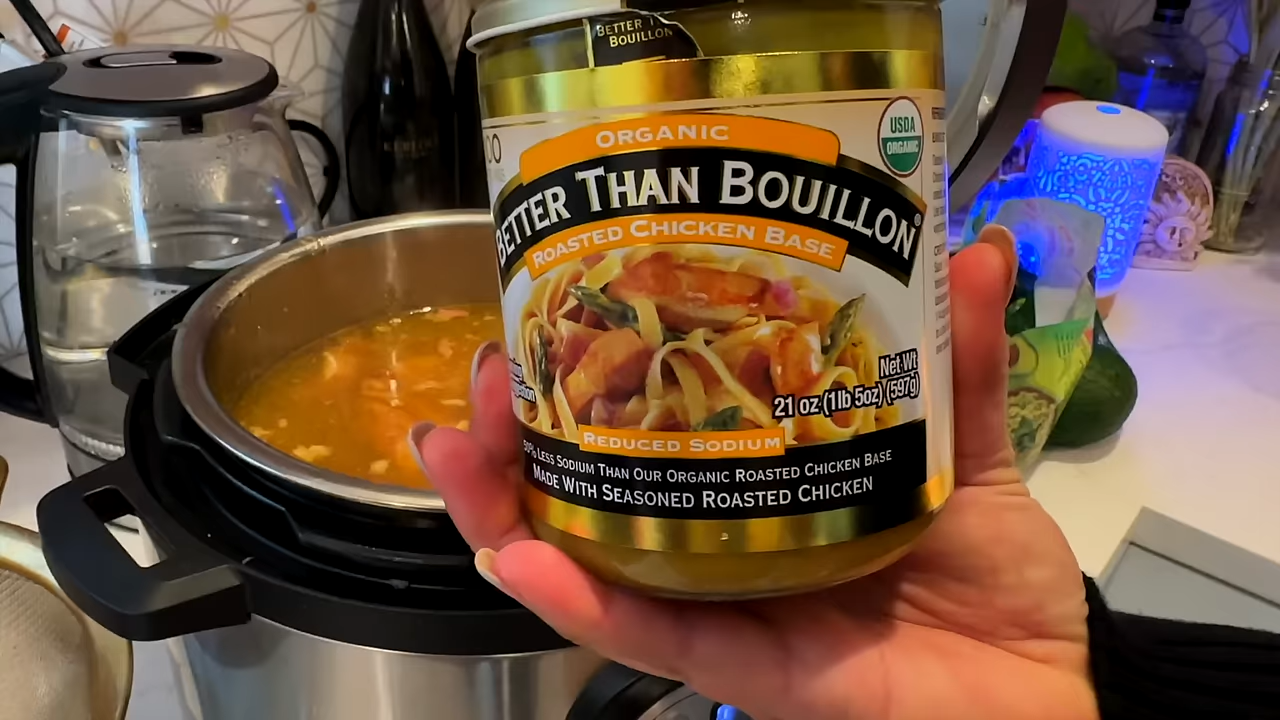 BETTER T
BOUILLON
ORGANIC
USDA
ORGANIC
BETTER THAN BOUILLON®
ROASTED CHICKEN BASE
Net Wt
21 oz (1lb 5oz) (597g)
REDUCED SODIUM
LESS SODIUM THAN OUR ORGANIC ROASTED CHICKEN BASE
MADE WITH SEASONED ROASTED CHICKEN